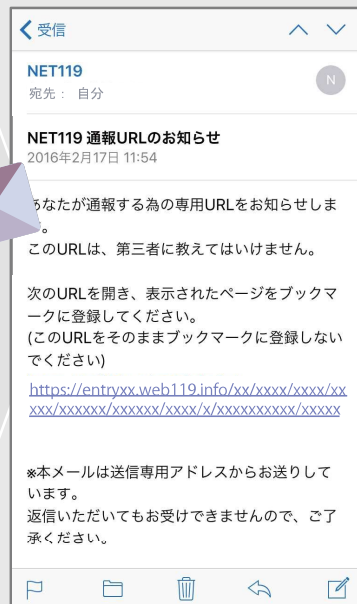 受信
NET119
N
宛先： 自分
NET119 通報URLのお知らせ
2016年2月17日 11:54
あなたが通報する為の専用URLをお知らせしま
。
このURLは、第三者に教えてはいけません。
次のURLを開き、表示されたページをブックマ
ークに登録してください。
(このURLをそのままブックマークに登録しない
でください)
https://entryxx.web119.info/xx/xxxx/xxxx/xx
xxx/xxxxxx/xxxxxx/xxxx/x/xxxxxxxxxx/xxxxx
※本メールは送信専用アドレスからお送りして
います。
返信いただいてもお受けできませんので、ご了
承ください。